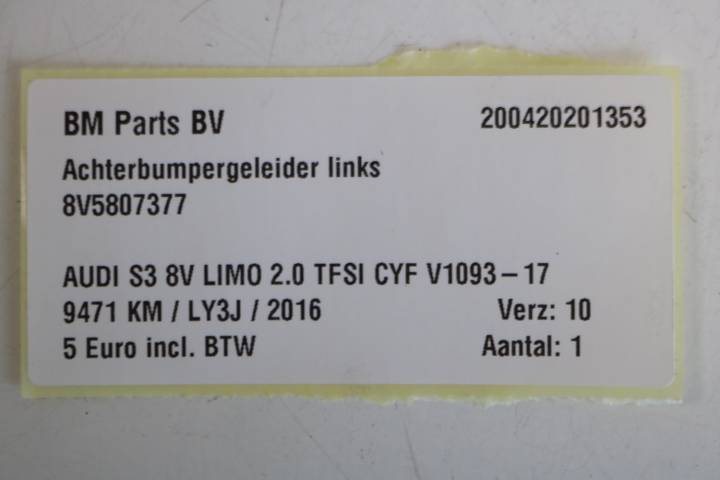 BM Parts BV 200420201353
Achterbumpergeleider links
8V5807377
AUDI S3 8V LIMO 2.0 TFSI CYF V1093-17
9471 KM / LY3J / 2016 Verz: 10
5 Euro incl. BTW Aantal: 1